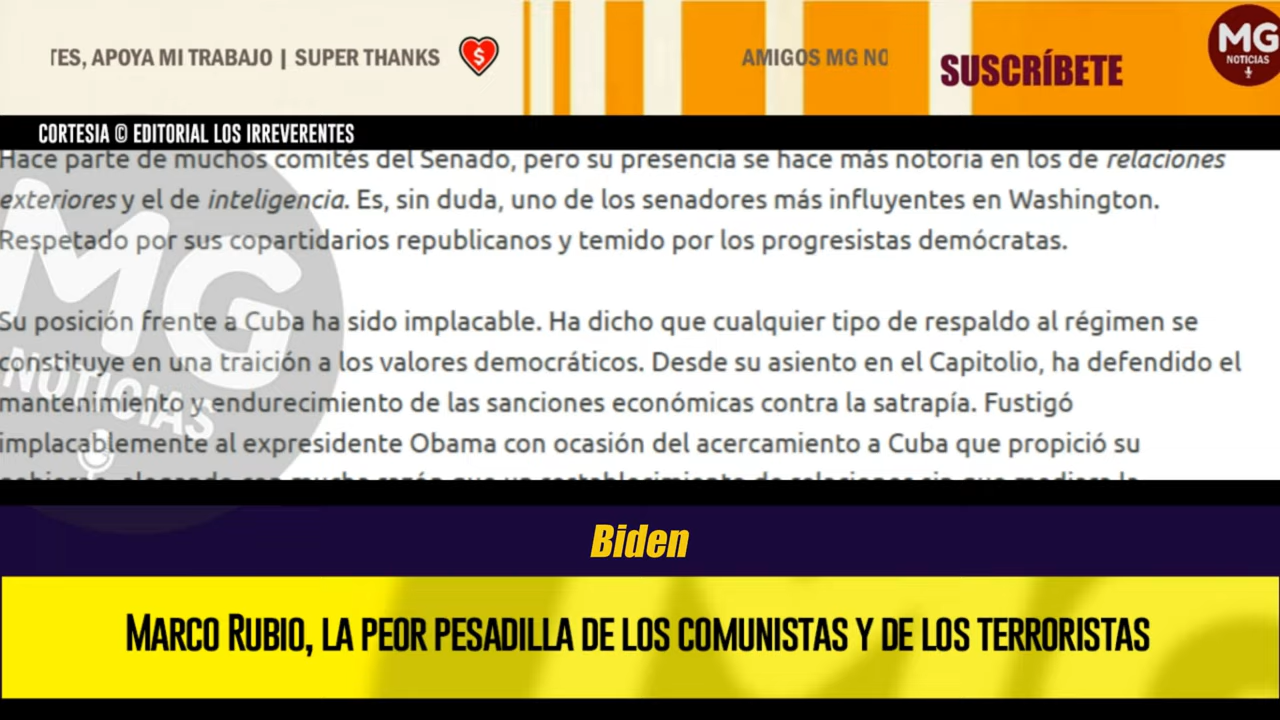 TES, APOYA MI TRABAJO | SUPER THANKS
AMIGOS MG NO
SUSCRÍBETE
MG
NOTICIAS
CORTESIA © EDITORIAL LOS IRREVERENTES
Hace parte de muchos comités del Senado, pero su presencia se hace más notoria en los de relaciones
exteriores y el de inteligencia. Es, sin duda, uno de los senadores más influyentes en Washington.
Respetado por sus copartidarios republicanos y temido por los progresistas demócratas.
Su posición frente a Cuba ha sido implacable. Ha dicho que cualquier tipo de respaldo al régimen se
constituye en una traición a los valores democráticos. Desde su asiento en el Capitolio, ha defendido el
mantenimiento y endurecimiento de las sanciones económicas contra la satrapía. Fustigó
implacablemente al expresidente Obama con ocasión del acercamiento a Cuba que propició su
MG
NOTICIAS
Biden
MARCO RUBIO, LA PEOR PESADILLA DE LOS COMUNISTAS Y DE LOS TERRORISTAS